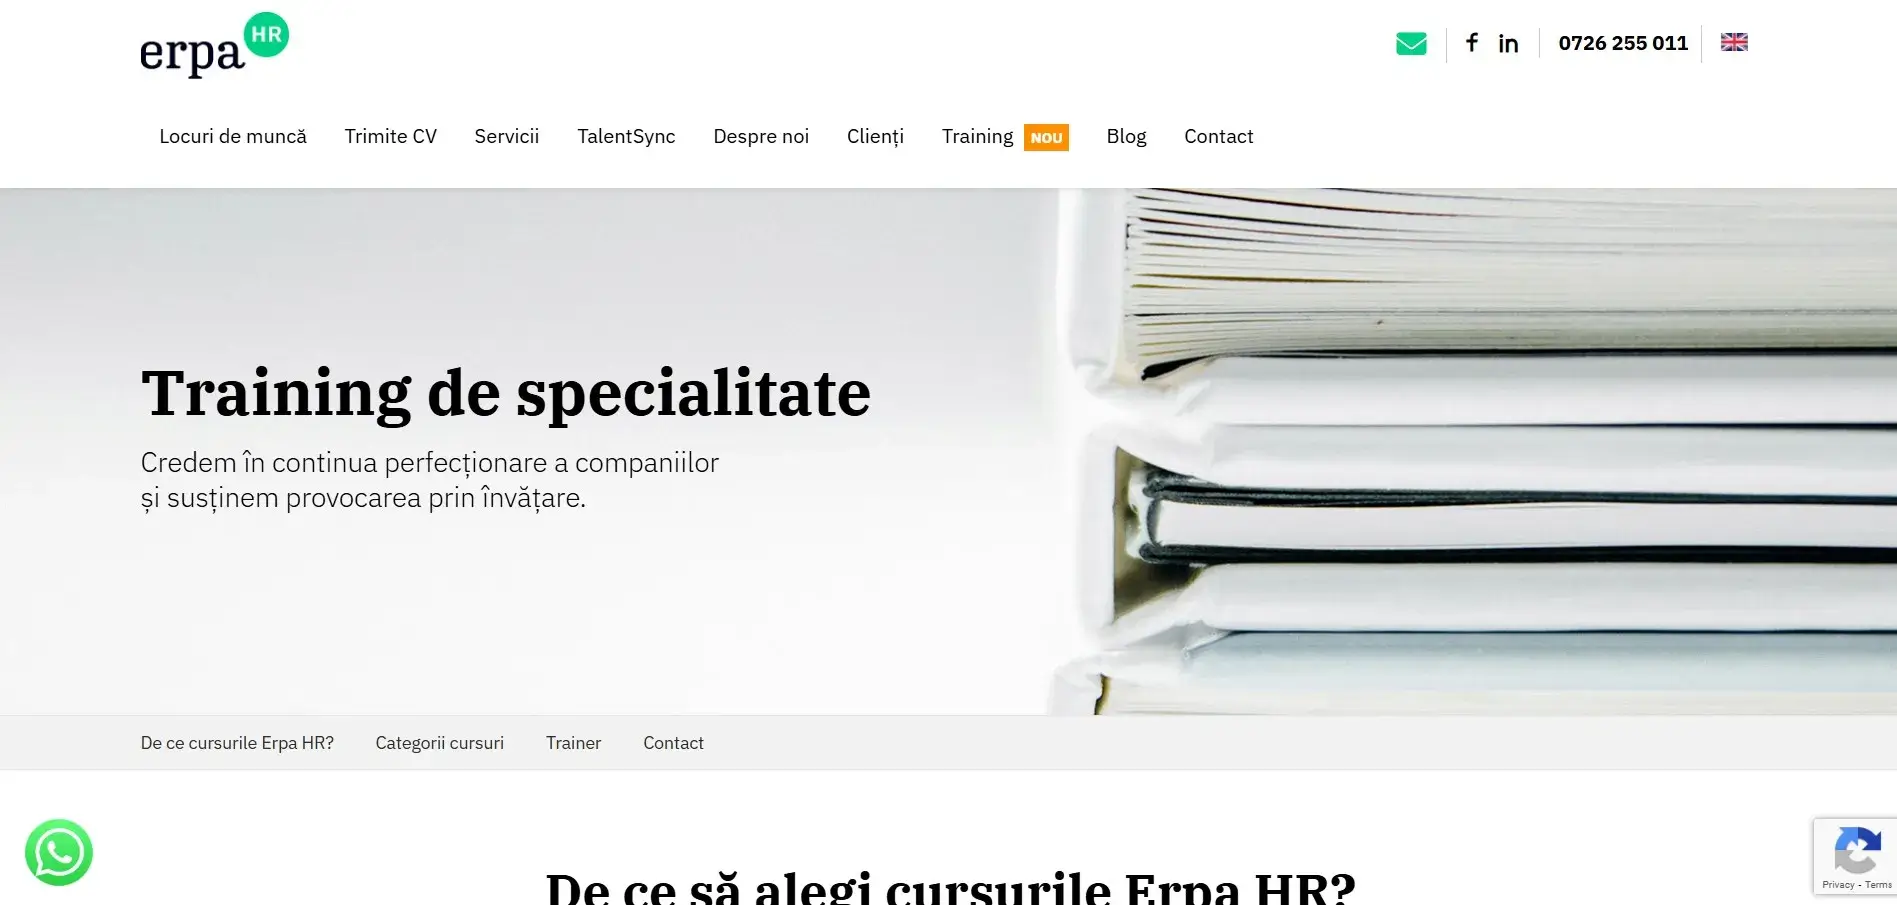 erpa HR
0726 255 011
Locuri de muncă Trimite CV Servicii TalentSync Despre noi Clienți Training NOU Blog Contact
Training de specialitate
Credem în continua perfecționare a companiilor
și susținem provocarea prin învățare.
De ce cursurile Erpa HR? Categorii cursuri Trainer Contact
De ce să alegi cursurile Erpa HR?
Privacy - Terms